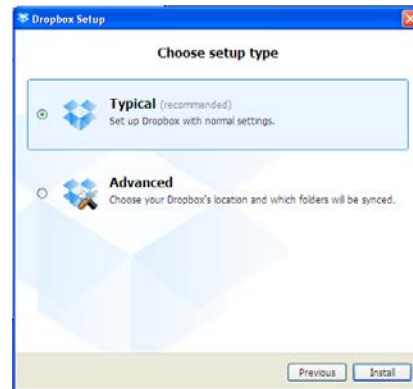 Dropbox Setup
Choose setup type
Typical (recommended)
Set up Dropbox with normal settings.
Advanced
Choose your Dropbox's location and which folders will be synced.
Previous
Install